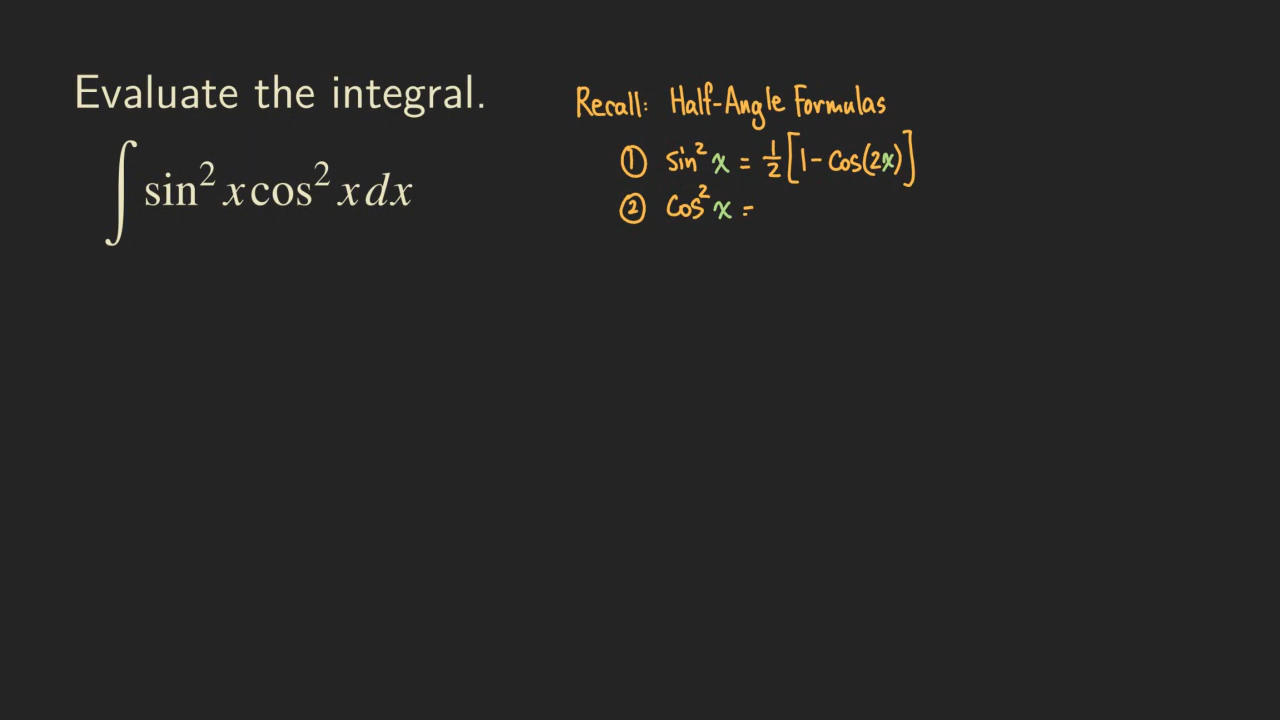 Evaluate the integral.
∫ sin² x cos² x dx
Recall: Half-Angle Formulas
① sin² x = ½[1 - Cos(2x)]
② Cos² x =